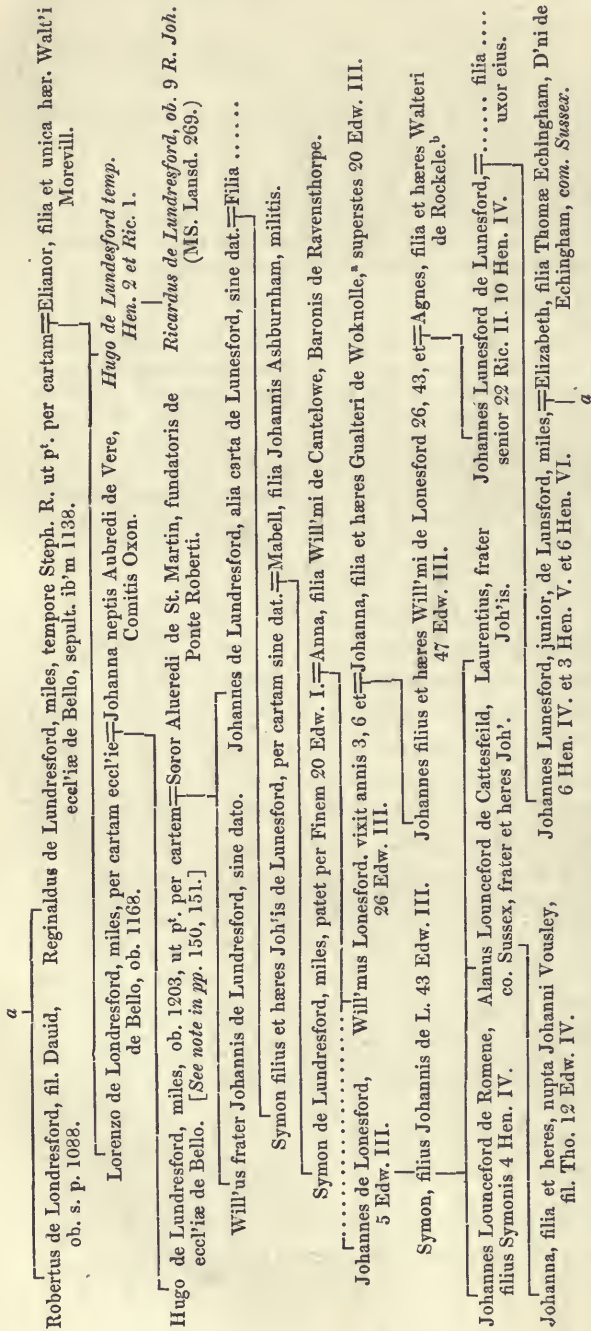 a
Robertus de Londresford, fil. Dauid,
ob. s. p. 1088.
Reginaldus de Lundresford, miles, tempore Steph. R. ut pt. per cartam
eccl'iæ de Bello, sepult. ib'm 1138.
Elianor, filia et unica hær. Walt'i
Morevill.
Lorenzo de Londresford, miles, per cartam eccl'ie
de Bello, ob. 1168.
Johanna neptis Aubredi de Vere,
Comitis Oxon.
Hugo de Lundesford temp.
Hen. 2 et Ric. 1.
Hugo de Lundresford, miles, ob. 1203, ut pt. per cartem
eccl'iæ de Bello. [See note in pp. 150, 151.]
Soror Alueredi de St. Martin, fundatoris de
Ponte Roberti.
Ricardus de Lundresford, ob. 9 R. Joh.
(MS. Lansd. 269.)
Will'us frater Johannis de Lundresford, sine dato.
Johannes de Lundresford, alia carta de Lunesford, sine dat.
Filia ......
Symon filius et hæres Joh'is de Lunesford, per cartam sine dat.
Mabell, filia Johannis Ashburnham, militis.
Symon de Lundresford, miles, patet per Finem 20 Edw. I.
Anna, filia Will'mi de Cantelowe, Baronis de Ravensthorpe.
Johannes de Lonesford,
5 Edw. III.
Will'mus Lonesford, vixit annis 3, 6 et
26 Edw. III.
Johanna, filia et hæres Gualteri de Woknolle,a superstes 20 Edw. III.
Symon, filius Johannis de L. 43 Edw. III.
Johannes filius et hæres Will'mi de Lonesford 26, 43, et
47 Edw. III.
Agnes, filia et hæres Walteri
de Rockele.b
Johannes Lounceford de Romene,
filius Symonis 4 Hen. IV.
Alanus Lounceford de Cattesfeild,
co. Sussex, frater et heres Joh'.
Laurentius, frater
Joh'is.
Johannes Lunesford de Lunesford,
senior 22 Ric. II. 10 Hen. IV.
...... filia ....
uxor eius.
Johanna, filia et heres, nupta Johanni Vousley,
fil. Tho. 12 Edw. IV.
Johannes Lunesford, junior, de Lunsford, miles,
6 Hen. IV. et 3 Hen. V. et 6 Hen. VI.
Elizabeth, filia Thomæ Echingham, D'ni de
Echingham, com. Sussex.
a